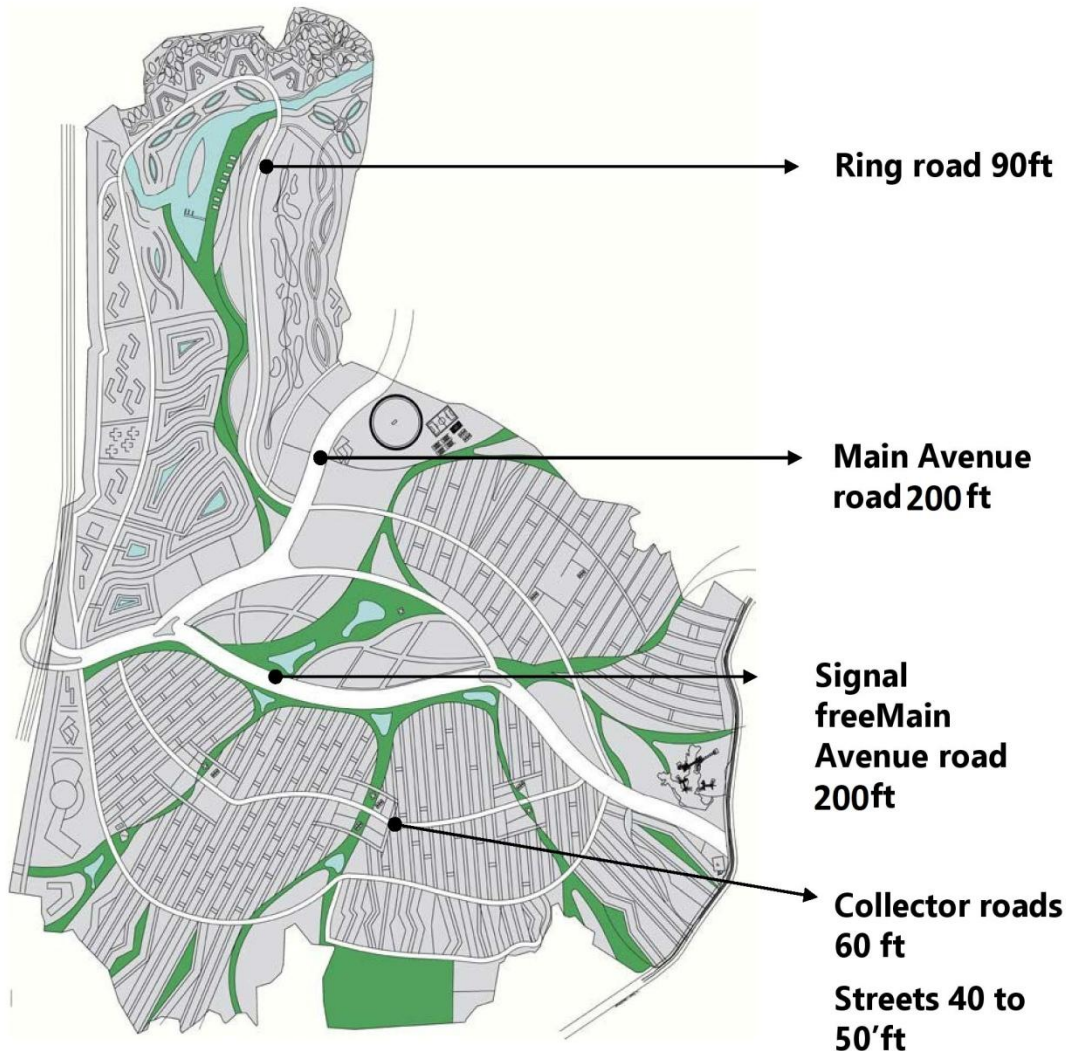 Ring road 90ft
Main Avenue
road 200 ft
Signal
freeMain
Avenue road
200ft
Collector roads
60 ft
Streets 40 to
50'ft